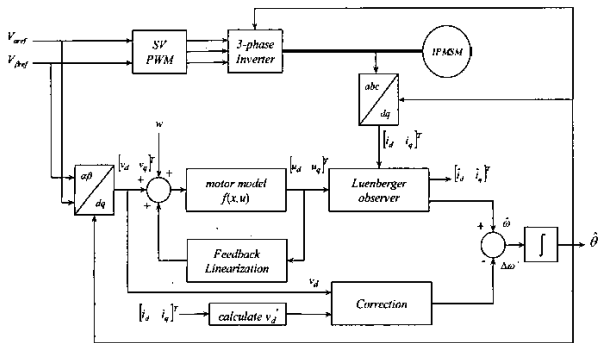 V_αref
V_βref
SV
PWM
3-phase
Inverter
IPMSM
abc
dq
[i_d i_q]^T
w
[v_d v_q]^T
[u_d u_q]^T
αβ
dq
+
+
+
motor model
f(x,u)
Luenberger
observer
[î_d î_q]^T
ω̂
+
-
Δω
∫
θ̂
Feedback
Linearization
v_d
Correction
[i_d i_q]^T
calculate v_d^*